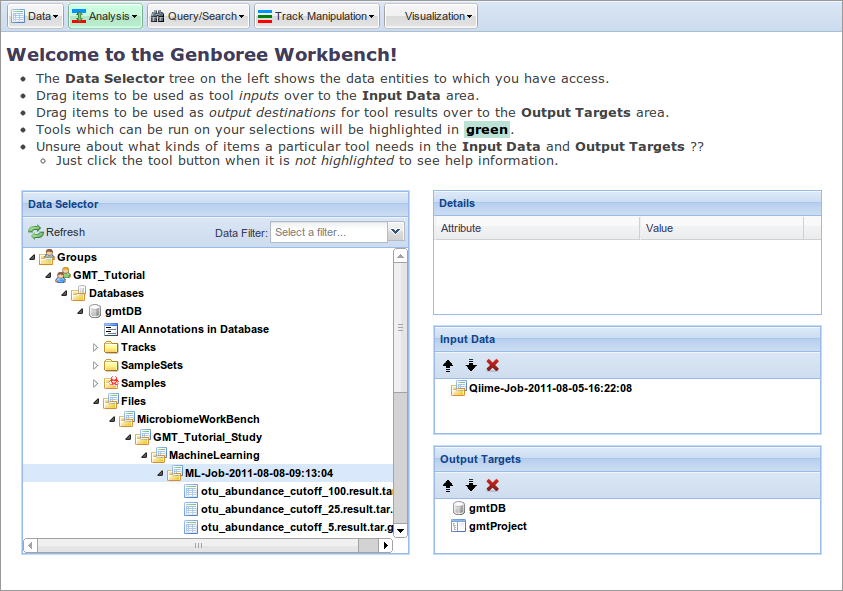 Data Analysis Query/Search Track Manipulation Visualization
Welcome to the Genboree Workbench!
The Data Selector tree on the left shows the data entities to which you have access.
Drag items to be used as tool inputs over to the Input Data area.
Drag items to be used as output destinations for tool results over to the Output Targets area.
Tools which can be run on your selections will be highlighted in green.
Unsure about what kinds of items a particular tool needs in the Input Data and Output Targets ??
Just click the tool button when it is not highlighted to see help information.
Data Selector
Refresh Data Filter: Select a filter...
Groups
GMT_Tutorial
Databases
gmtDB
All Annotations in Database
Tracks
SampleSets
Samples
Files
MicrobiomeWorkBench
GMT_Tutorial_Study
MachineLearning
ML-Job-2011-08-08-09:13:04
otu_abundance_cutoff_100.result.ta
otu_abundance_cutoff_25.result.tar.
otu_abundance_cutoff_5.result.tar.g
Details
Attribute Value
Input Data
Qiime-Job-2011-08-05-16:22:08
Output Targets
gmtDB
gmtProject